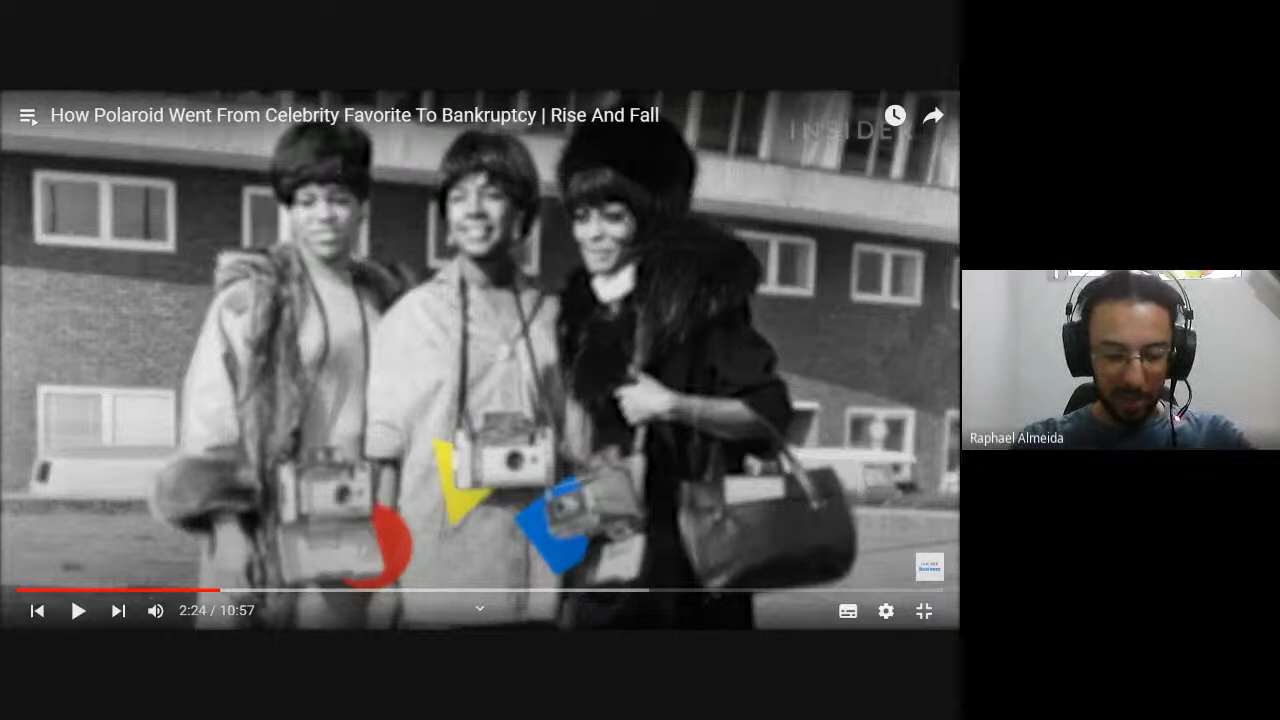 How Polaroid Went From Celebrity Favorite To Bankruptcy | Rise And Fall
INSIDER
2:24 / 10:57
Raphael Almeida